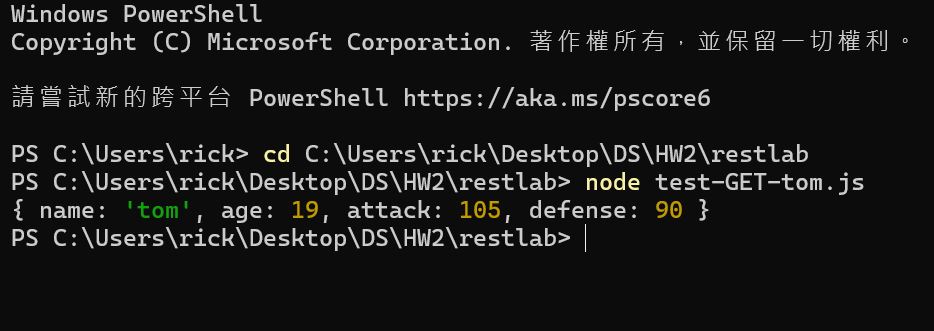 Windows PowerShell
Copyright (C) Microsoft Corporation. 著作權所有，並保留一切權利。
請嘗試新的跨平台 PowerShell https://aka.ms/pscore6
PS C:\Users\rick> cd C:\Users\rick\Desktop\DS\HW2\restlab
PS C:\Users\rick\Desktop\DS\HW2\restlab> node test-GET-tom.js
{ name: 'tom', age: 19, attack: 105, defense: 90 }
PS C:\Users\rick\Desktop\DS\HW2\restlab>